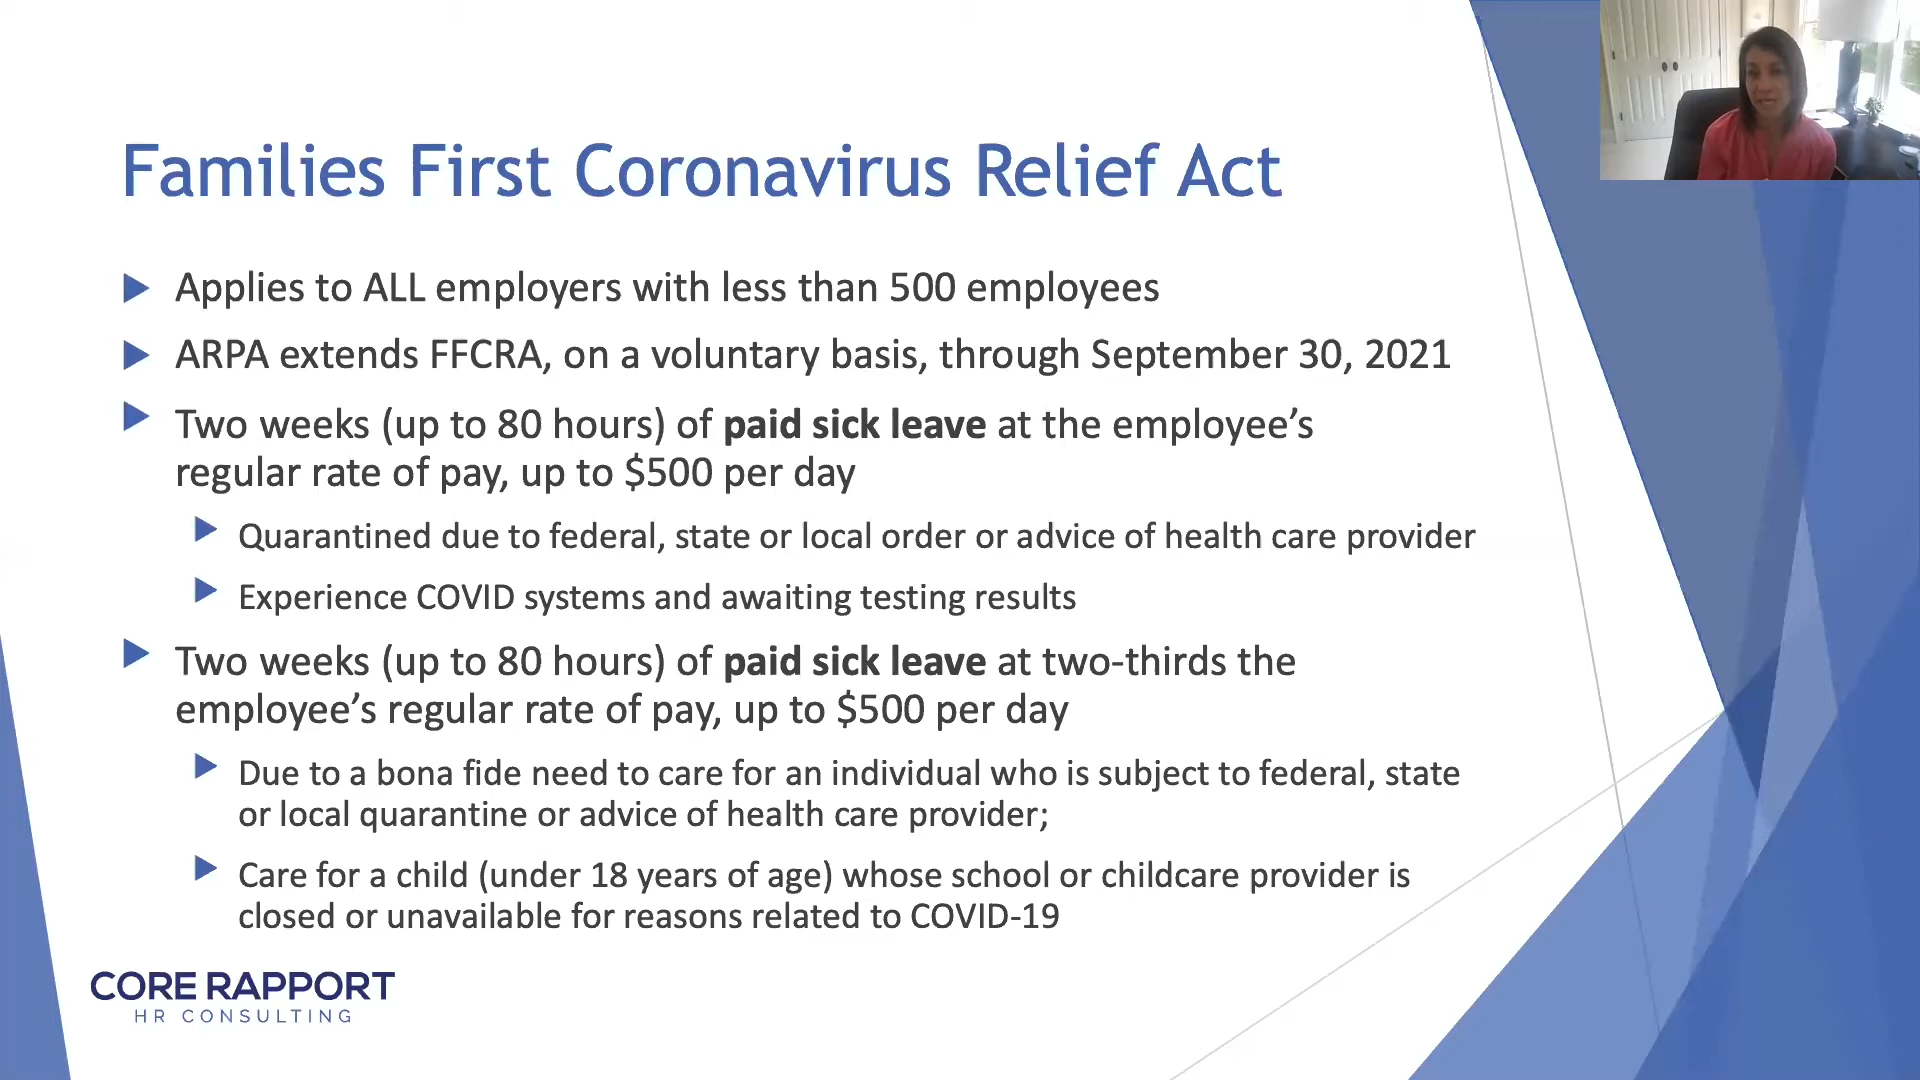 Families First Coronavirus Relief Act
Applies to ALL employers with less than 500 employees
ARPA extends FFCRA, on a voluntary basis, through September 30, 2021
Two weeks (up to 80 hours) of paid sick leave at the employee’s
regular rate of pay, up to $500 per day
Quarantined due to federal, state or local order or advice of health care provider
Experience COVID systems and awaiting testing results
Two weeks (up to 80 hours) of paid sick leave at two-thirds the
employee’s regular rate of pay, up to $500 per day
Due to a bona fide need to care for an individual who is subject to federal, state
or local quarantine or advice of health care provider;
Care for a child (under 18 years of age) whose school or childcare provider is
closed or unavailable for reasons related to COVID-19
CORE RAPPORT
HR CONSULTING